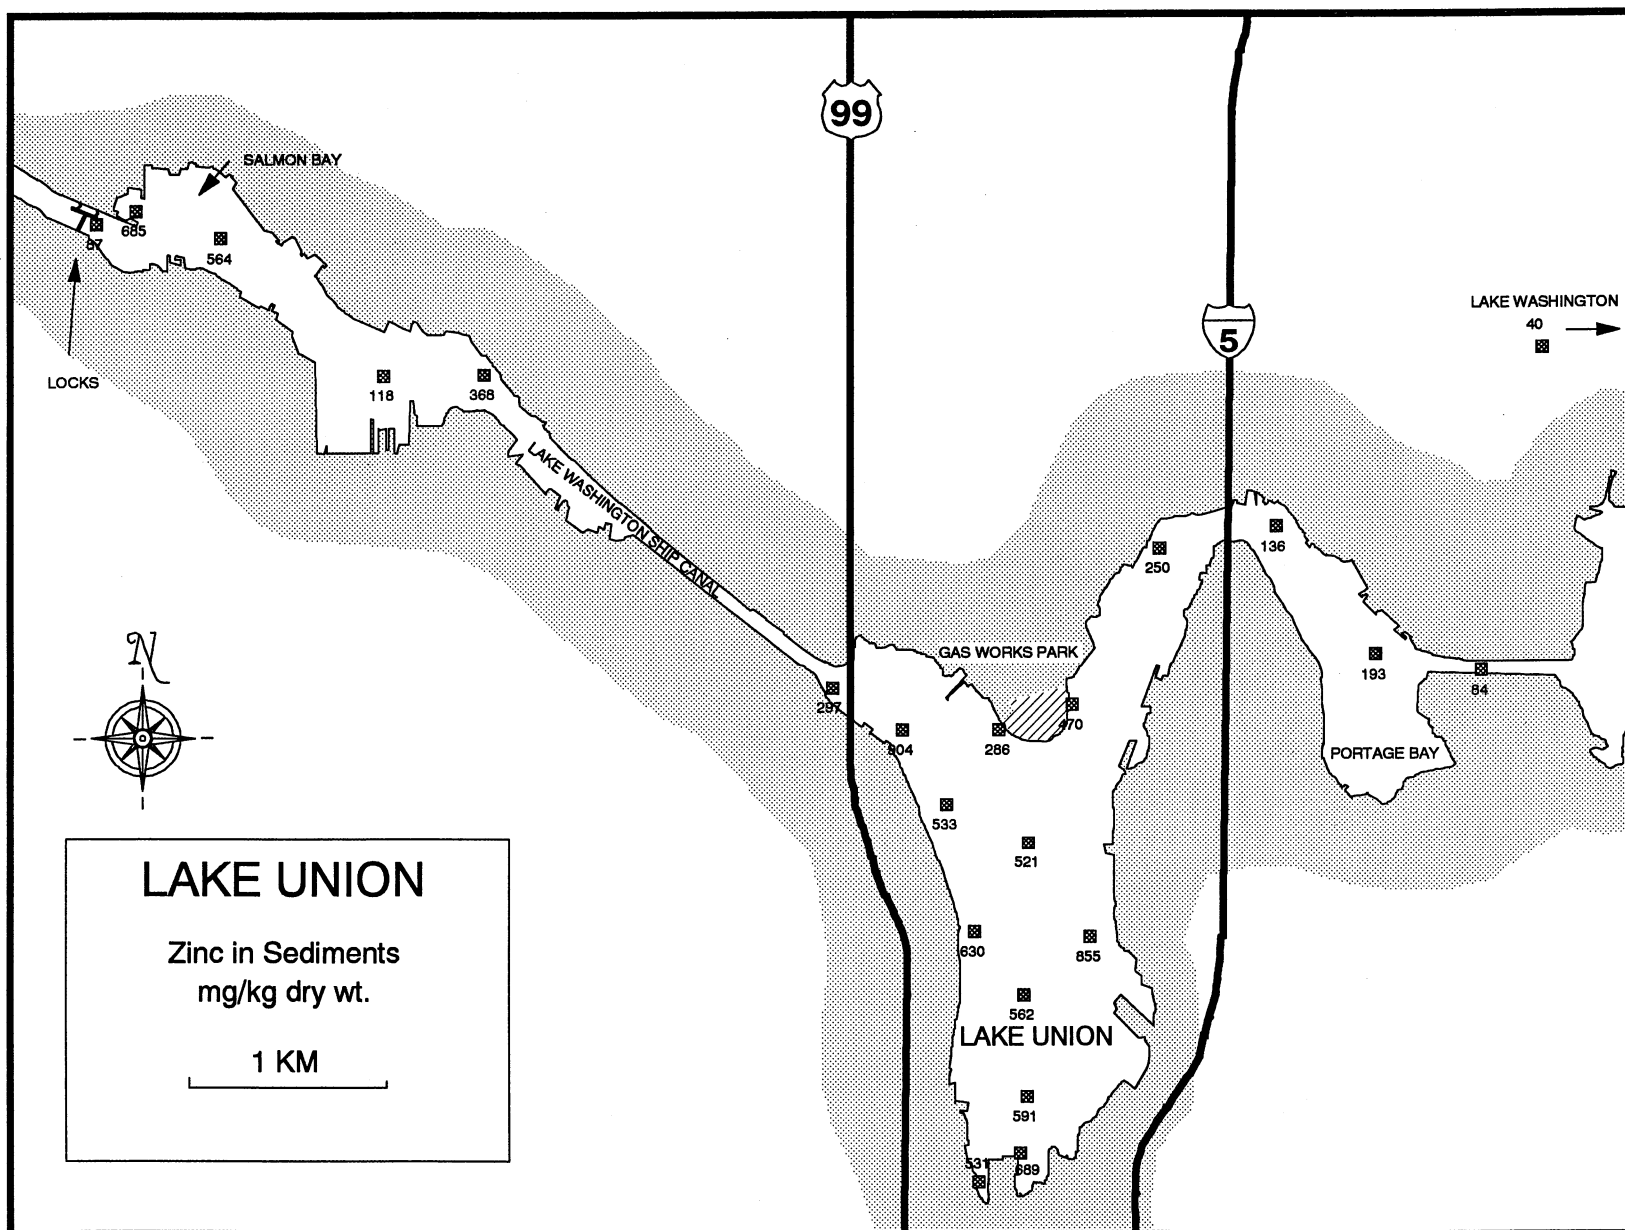 99
SALMON BAY
685
87
564
LAKE WASHINGTON
40
5
LOCKS
118
368
LAKE WASHINGTON SHIP CANAL
136
250
N
GAS WORKS PARK
193
84
297
470
904
286
PORTAGE BAY
533
521
LAKE UNION
Zinc in Sediments
mg/kg dry wt.
1 KM
630
855
562
LAKE UNION
591
531
689